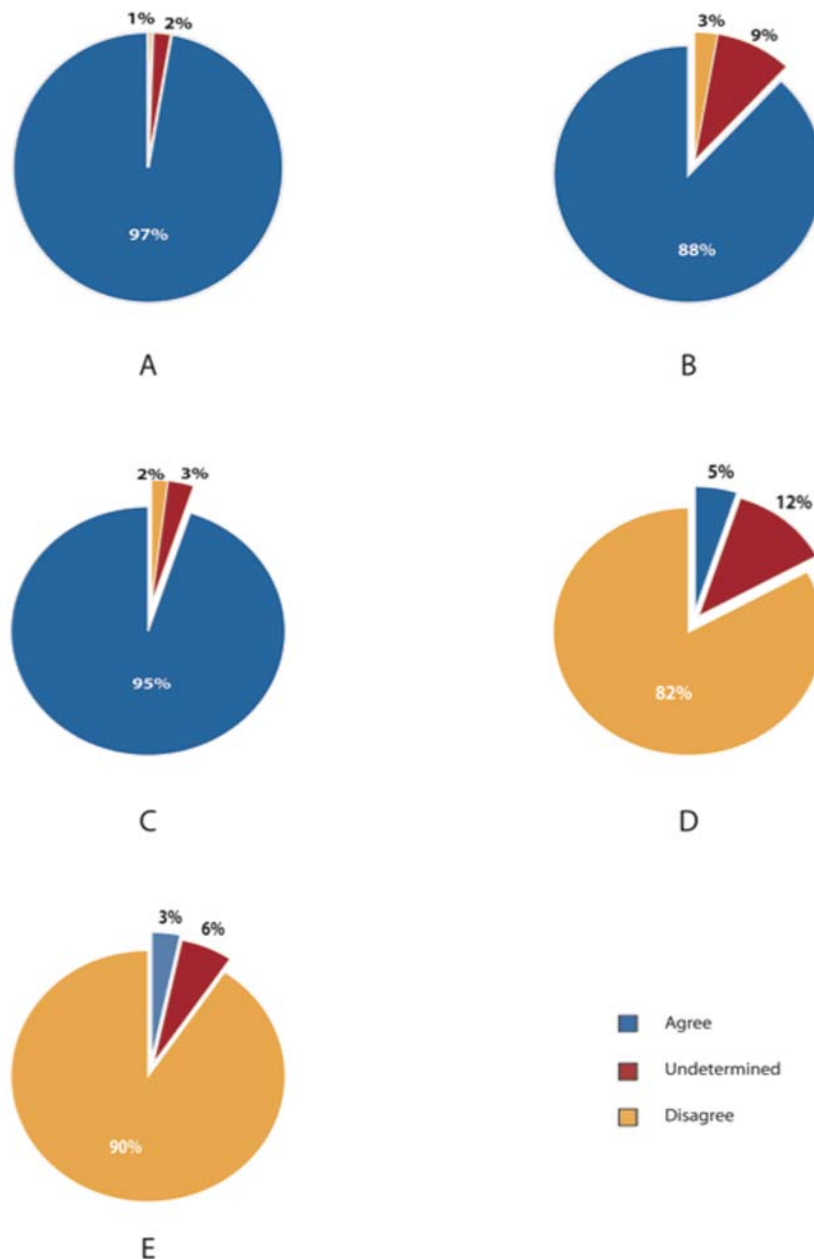 1% 2%
97%
A
3% 9%
88%
B
2% 3%
95%
C
5%
12%
82%
D
3% 6%
90%
E
Agree
Undetermined
Disagree